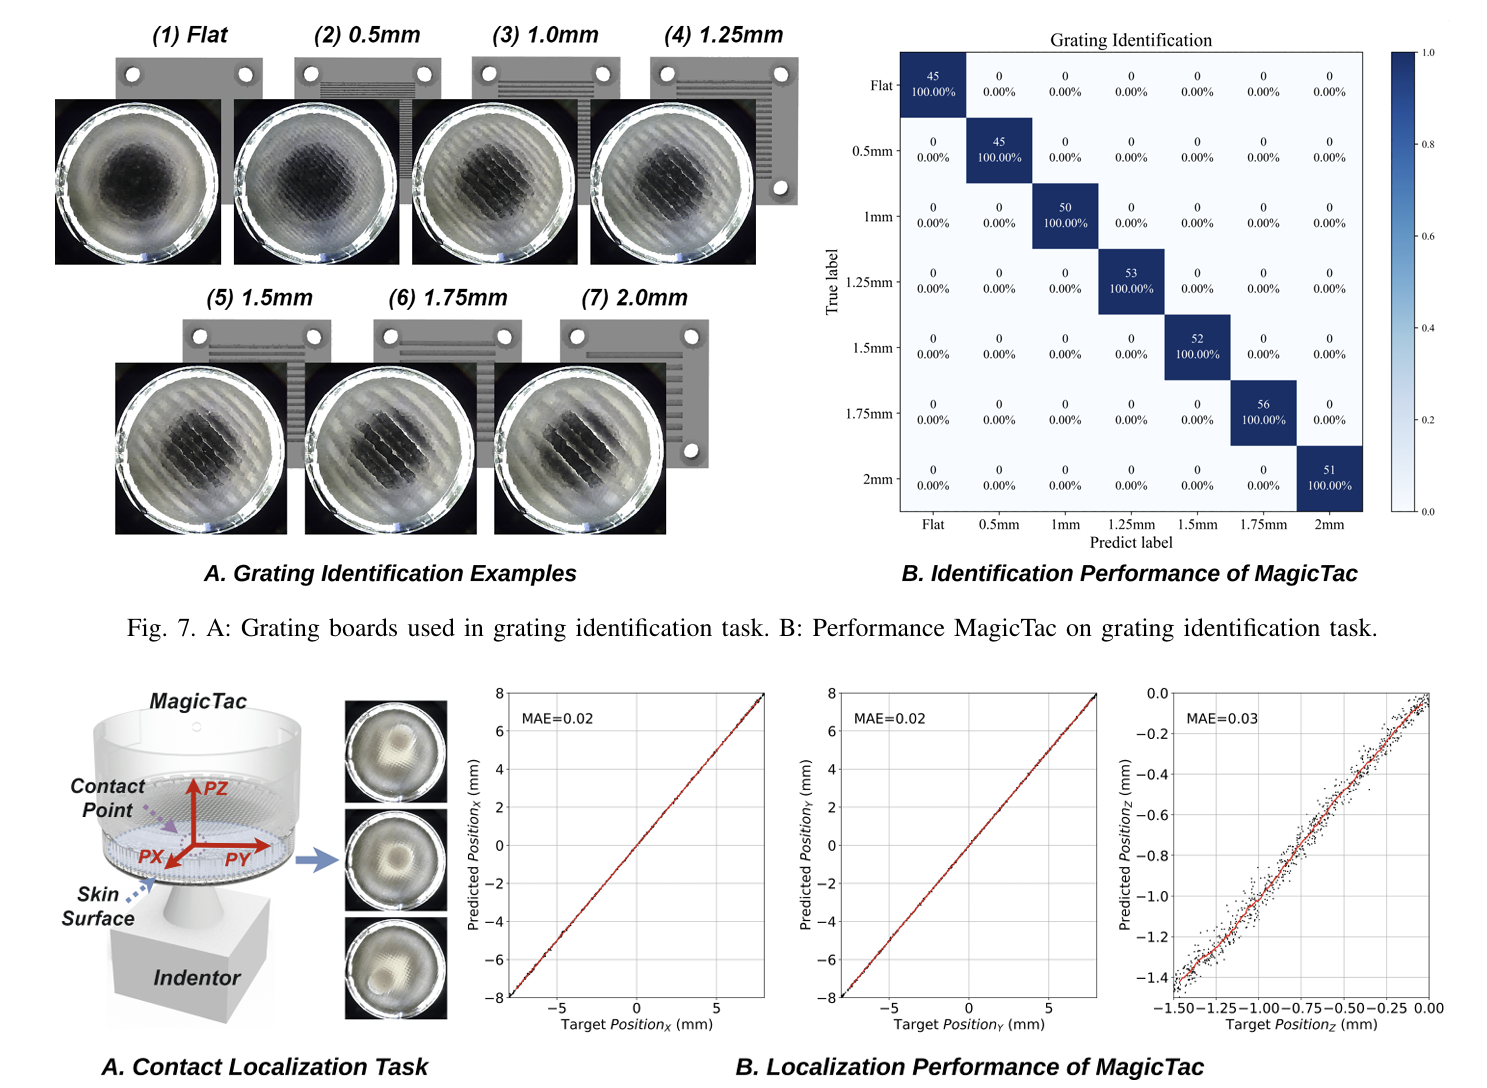 (1) Flat
(2) 0.5mm
(3) 1.0mm
(4) 1.25mm
(5) 1.5mm
(6) 1.75mm
(7) 2.0mm
A. Grating Identification Examples
Grating Identification
True label
Flat
45 0 0 0 0 0 0
100.00% 0.00% 0.00% 0.00% 0.00% 0.00% 0.00%
0.5mm
0 45 0 0 0 0 0
0.00% 100.00% 0.00% 0.00% 0.00% 0.00% 0.00%
1mm
0 0 50 0 0 0 0
0.00% 0.00% 100.00% 0.00% 0.00% 0.00% 0.00%
1.25mm
0 0 0 53 0 0 0
0.00% 0.00% 0.00% 100.00% 0.00% 0.00% 0.00%
1.5mm
0 0 0 0 52 0 0
0.00% 0.00% 0.00% 0.00% 100.00% 0.00% 0.00%
1.75mm
0 0 0 0 0 56 0
0.00% 0.00% 0.00% 0.00% 0.00% 100.00% 0.00%
2mm
0 0 0 0 0 0 51
0.00% 0.00% 0.00% 0.00% 0.00% 0.00% 100.00%
Flat 0.5mm 1mm 1.25mm 1.5mm 1.75mm 2mm
Predict label
1.0
0.8
0.6
0.4
0.2
0.0
B. Identification Performance of MagicTac
Fig. 7. A: Grating boards used in grating identification task. B: Performance MagicTac on grating identification task.
MagicTac
Contact
Point
PZ
PX
PY
Skin
Surface
Indentor
A. Contact Localization Task
MAE=0.02
Predicted PositionX (mm)
8
6
4
2
0
−2
−4
−6
−8
−5 0 5
Target PositionX (mm)
MAE=0.02
Predicted PositionY (mm)
8
6
4
2
0
−2
−4
−6
−8
−5 0 5
Target PositionY (mm)
MAE=0.03
Predicted PositionZ (mm)
0.0
−0.2
−0.4
−0.6
−0.8
−1.0
−1.2
−1.4
−1.50 −1.25 −1.00 −0.75 −0.50 −0.25 0.00
Target PositionZ (mm)
B. Localization Performance of MagicTac